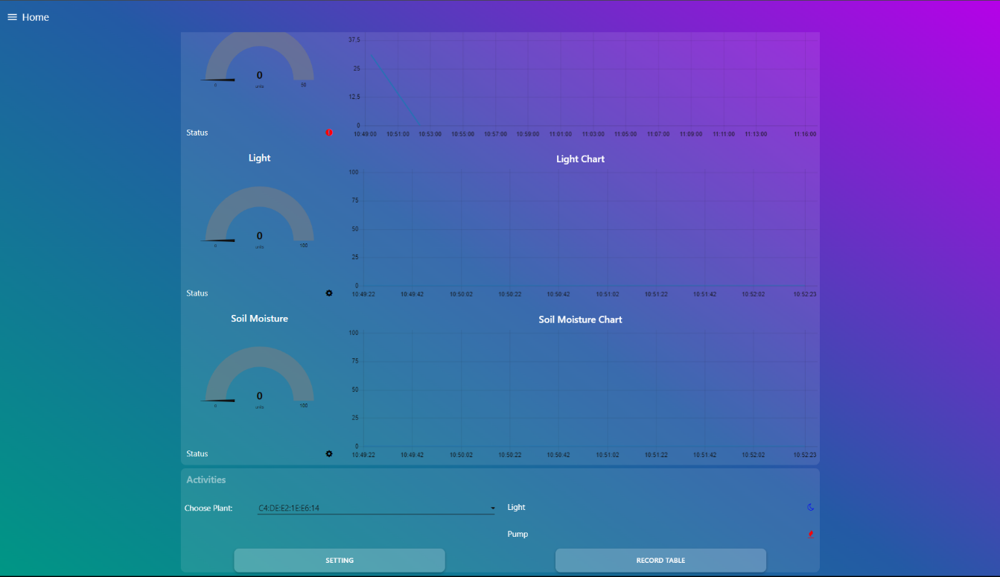 Home
37.5
25
12.5
0
0
units
0
50
10:49:00 10:51:00 10:53:00 10:55:00 10:57:00 10:59:00 11:01:00 11:03:00 11:05:00 11:07:00 11:09:00 11:11:00 11:13:00 11:16:00
Status
Light
Light Chart
100
75
50
25
0
0
units
0
100
10:49:22 10:49:42 10:50:02 10:50:22 10:50:42 10:51:02 10:51:22 10:51:42 10:52:02 10:52:23
Status
Soil Moisture
Soil Moisture Chart
100
75
50
25
0
0
units
0
100
10:49:22 10:49:42 10:50:02 10:50:22 10:50:42 10:51:02 10:51:22 10:51:42 10:52:02 10:52:23
Status
Activities
Choose Plant: C4:DE:E2:1E:E6:14
Light
Pump
SETTING
RECORD TABLE